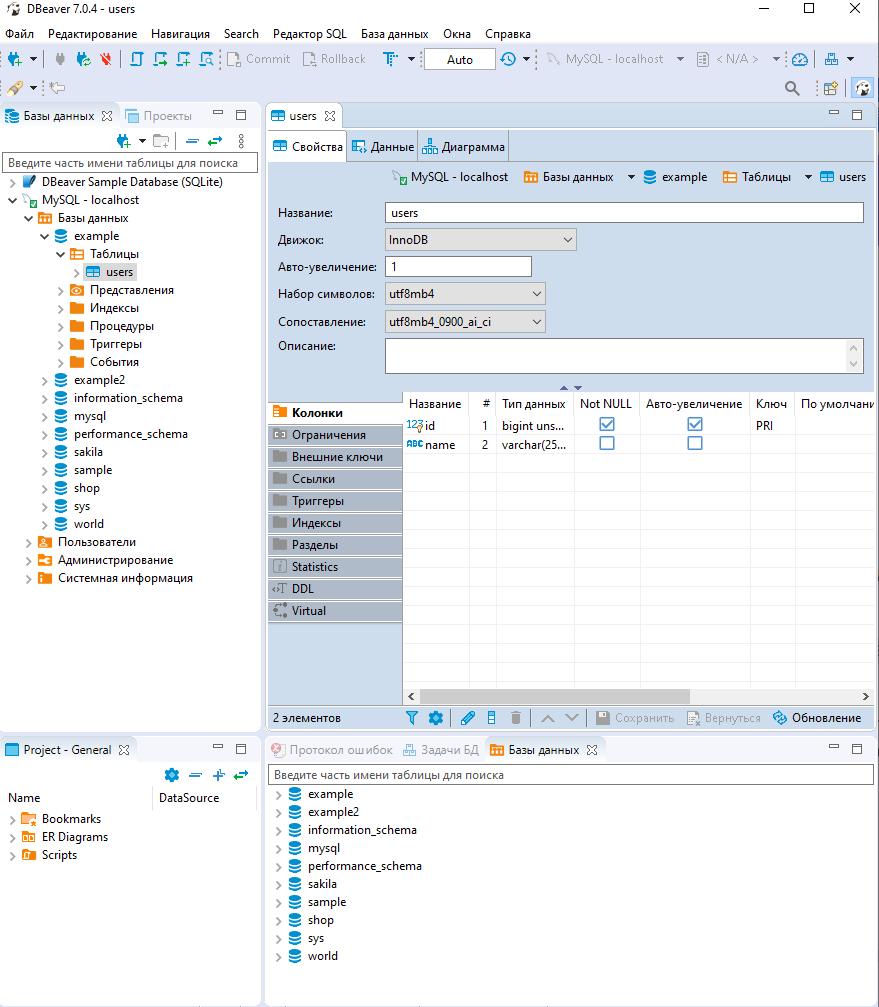 DBeaver 7.0.4 - users
Файл Редактирование Навигация Search Редактор SQL База данных Окна Справка
Commit Rollback Auto MySQL - localhost < N/A >
Базы данных Проекты
Введите часть имени таблицы для поиска
DBeaver Sample Database (SQLite)
MySQL - localhost
Базы данных
example
Таблицы
users
Представления
Индексы
Процедуры
Триггеры
События
example2
information_schema
mysql
performance_schema
sakila
sample
shop
sys
world
Пользователи
Администрирование
Системная информация
users
Свойства Данные Диаграмма
MySQL - localhost Базы данных example Таблицы users
Название: users
Движок: InnoDB
Авто-увеличение: 1
Набор символов: utf8mb4
Сопоставление: utf8mb4_0900_ai_ci
Описание:
Колонки
Ограничения
Внешние ключи
Ссылки
Триггеры
Индексы
Разделы
Statistics
DDL
Virtual
Название # Тип данных Not NULL Авто-увеличение Ключ По умолчани
123 id 1 bigint uns... PRI
ABC name 2 varchar(25...
2 элементов Сохранить Вернуться Обновление
Project - General
Name DataSource
Bookmarks
ER Diagrams
Scripts
Протокол ошибок Задачи БД Базы данных
Введите часть имени таблицы для поиска
example
example2
information_schema
mysql
performance_schema
sakila
sample
shop
sys
world